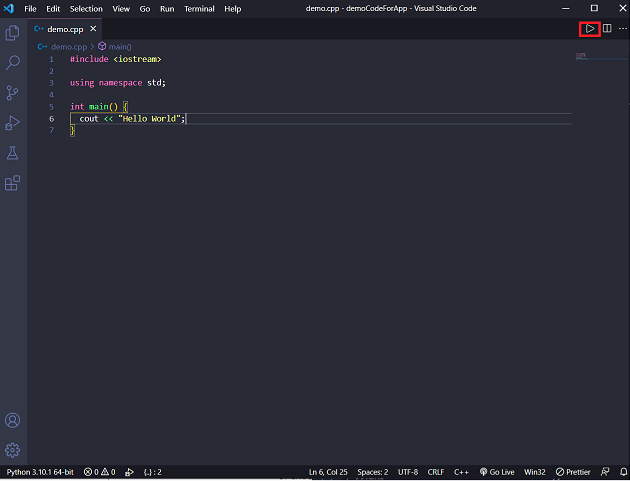 File Edit Selection View Go Run Terminal Help demo.cpp - demoCodeForApp - Visual Studio Code
C++ demo.cpp
C++ demo.cpp > main()
1 #include <iostream>
2
3 using namespace std;
4
5 int main() {
6 cout << "Hello World";
7 }
Python 3.10.1 64-bit 0 0 {..} : 2 Ln 6, Col 25 Spaces: 2 UTF-8 CRLF C++ Go Live Win32 Prettier